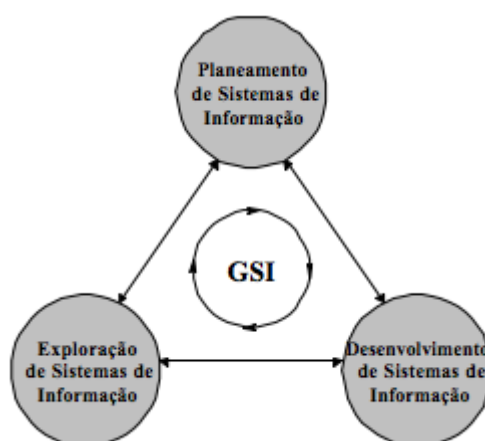 Planeamento
de Sistemas de
Informação
GSI
Exploração
de Sistemas de
Informação
Desenvolvimento
de Sistemas de
Informação